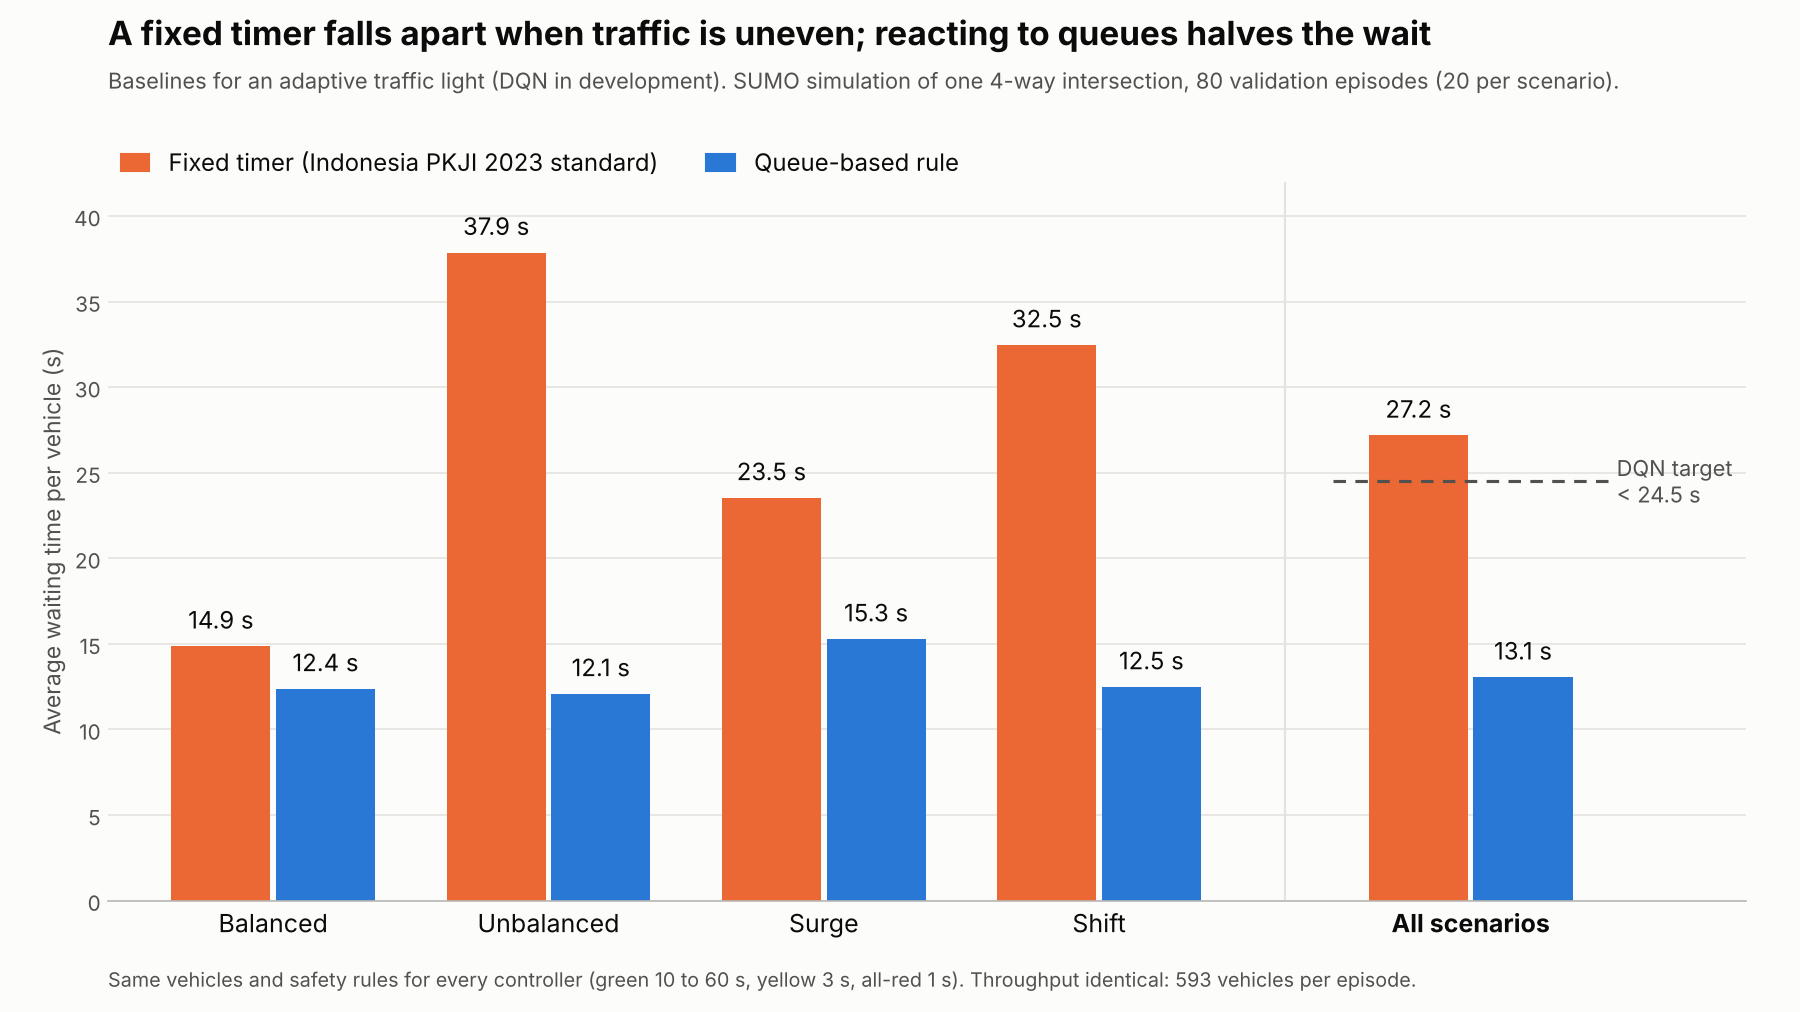 A fixed timer falls apart when traffic is uneven; reacting to queues halves the wait
Baselines for an adaptive traffic light (DQN in development). SUMO simulation of one 4-way intersection, 80 validation episodes (20 per scenario).
Fixed timer (Indonesia PKJI 2023 standard)
Queue-based rule
Average waiting time per vehicle (s)
40
35
30
25
20
15
10
5
0
14.9 s
12.4 s
37.9 s
12.1 s
23.5 s
15.3 s
32.5 s
12.5 s
27.2 s
13.1 s
DQN target
< 24.5 s
Balanced
Unbalanced
Surge
Shift
All scenarios
Same vehicles and safety rules for every controller (green 10 to 60 s, yellow 3 s, all-red 1 s). Throughput identical: 593 vehicles per episode.